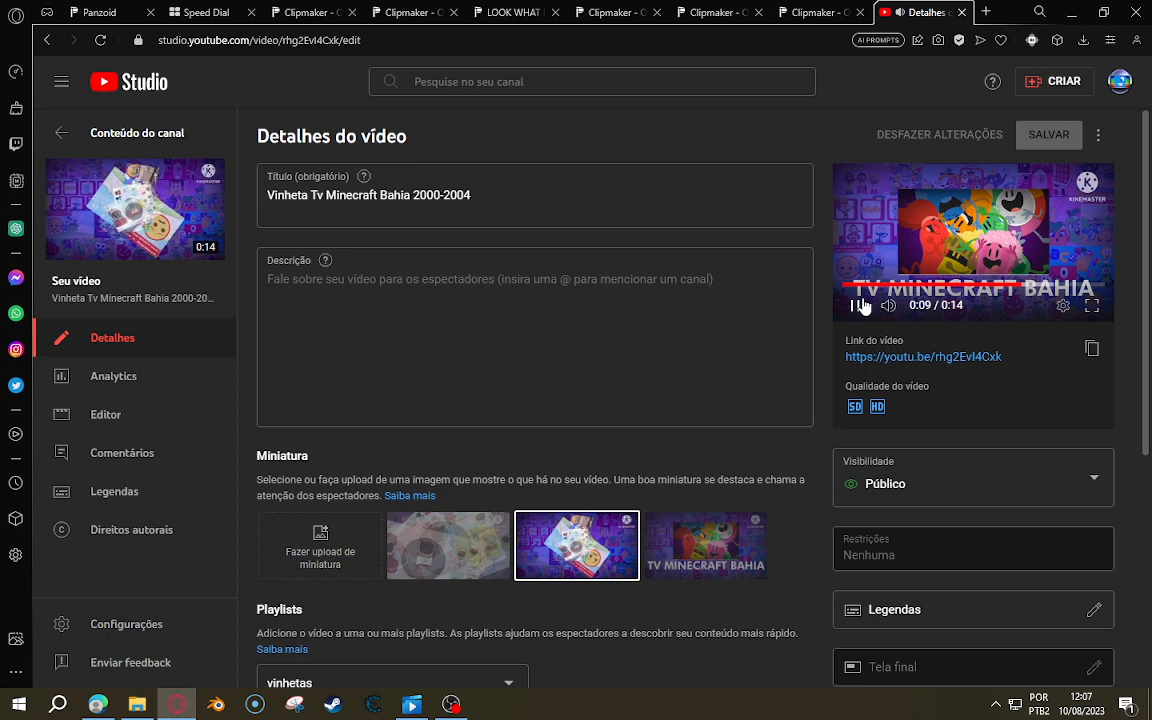 Panzoid
Speed Dial
Clipmaker - C
Clipmaker - C
LOOK WHAT I
Clipmaker - C
Clipmaker - C
Clipmaker - C
Detalhes d
studio.youtube.com/video/rhg2EvI4Cxk/edit
AI PROMPTS
Studio
Pesquise no seu canal
CRIAR
Conteúdo do canal
Detalhes do vídeo
DESFAZER ALTERAÇÕES
SALVAR
KINEMASTER
0:14
Título (obrigatório)
Vinheta Tv Minecraft Bahia 2000-2004
KINEMASTER
TV MINECRAFT BAHIA
0:09 / 0:14
Seu vídeo
Vinheta Tv Minecraft Bahia 2000-20...
Descrição
Fale sobre seu vídeo para os espectadores (insira uma @ para mencionar um canal)
Link do vídeo
https://youtu.be/rhg2EvI4Cxk
Qualidade do vídeo
SD HD
Detalhes
Analytics
Editor
Comentários
Legendas
Direitos autorais
Miniatura
Selecione ou faça upload de uma imagem que mostre o que há no seu vídeo. Uma boa miniatura se destaca e chama a
atenção dos espectadores. Saiba mais
Fazer upload de
miniatura
TV MINECRAFT BAHIA
Visibilidade
Público
Restrições
Nenhuma
Legendas
Tela final
Playlists
Adicione o vídeo a uma ou mais playlists. As playlists ajudam os espectadores a descobrir seu conteúdo mais rápido.
Saiba mais
vinhetas
Configurações
Enviar feedback
POR
PTB2
12:07
10/08/2023
1